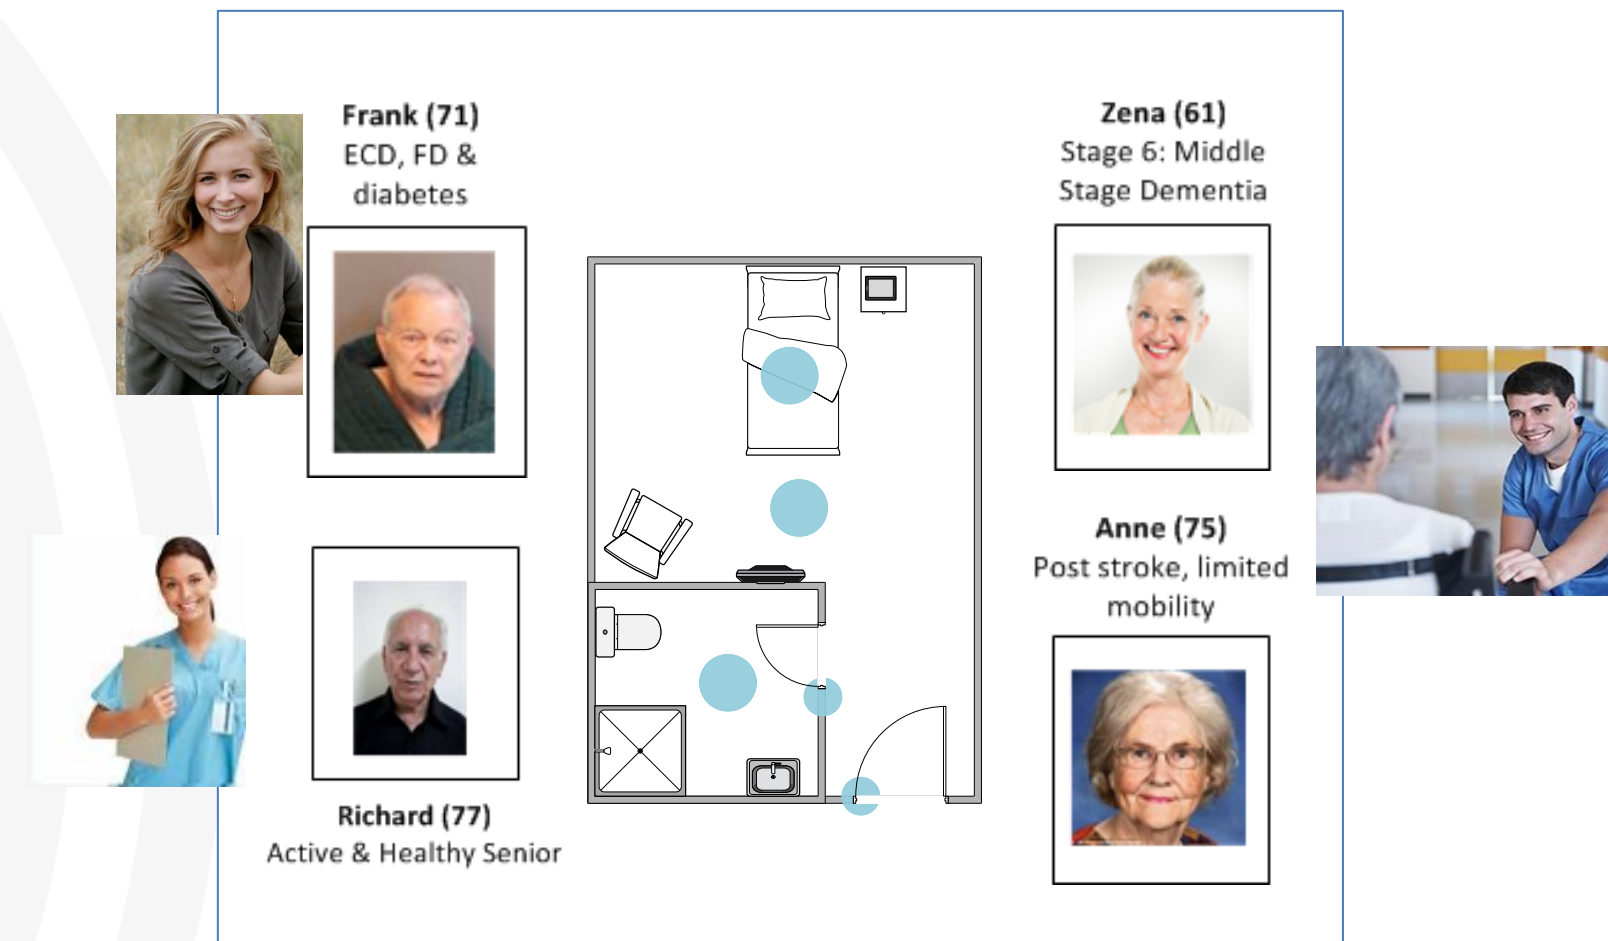 Frank (71)
ECD, FD &
diabetes
Zena (61)
Stage 6: Middle
Stage Dementia
Anne (75)
Post stroke, limited
mobility
Richard (77)
Active & Healthy Senior